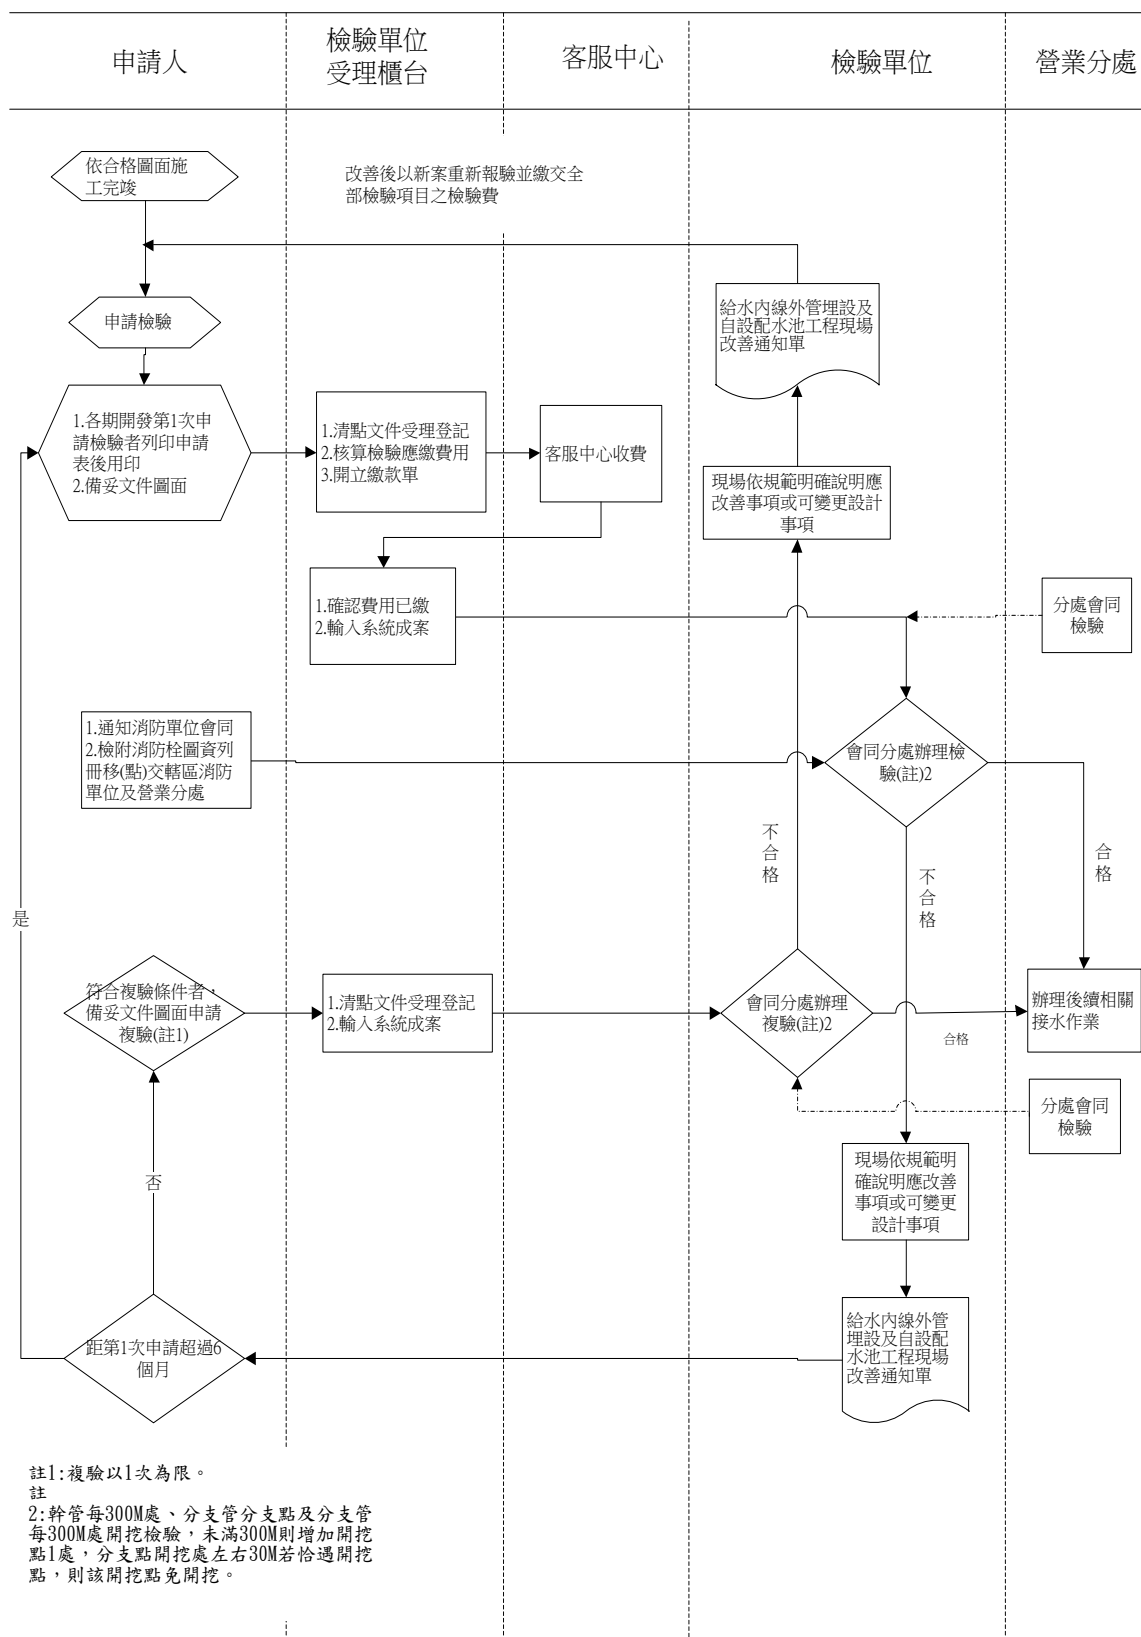 申請人
檢驗單位
受理櫃台
客服中心
檢驗單位
營業分處
依合格圖面施
工完竣
改善後以新案重新報驗並繳交全
部檢驗項目之檢驗費
申請檢驗
給水內線外管埋設及
自設配水池工程現場
改善通知單
1.各期開發第1次申
請檢驗者列印申請
表後用印
2.備妥文件圖面
1.清點文件受理登記
2.核算檢驗應繳費用
3.開立繳款單
客服中心收費
現場依規範明確說明應
改善事項或可變更設計
事項
1.確認費用已繳
2.輸入系統成案
分處會同
檢驗
1.通知消防單位會同
2.檢附消防栓圖資列
冊移(點)交轄區消防
單位及營業分處
會同分處辦理檢
驗(註)2
不合格
不合格
合格
是
符合複驗條件者，
備妥文件圖面申請
複驗(註1)
1.清點文件受理登記
2.輸入系統成案
會同分處辦理
複驗(註)2
合格
辦理後續相關
接水作業
分處會同
檢驗
否
現場依規範明
確說明應改善
事項或可變更
設計事項
距第1次申請超過6
個月
給水內線外管
埋設及自設配
水池工程現場
改善通知單
註1:複驗以1次為限。
註
2:幹管每300M處、分支管分支點及分支管
每300M處開挖檢驗，未滿300M則增加開挖
點1處，分支點開挖處左右30M若恰遇開挖
點，則該開挖點免開挖。